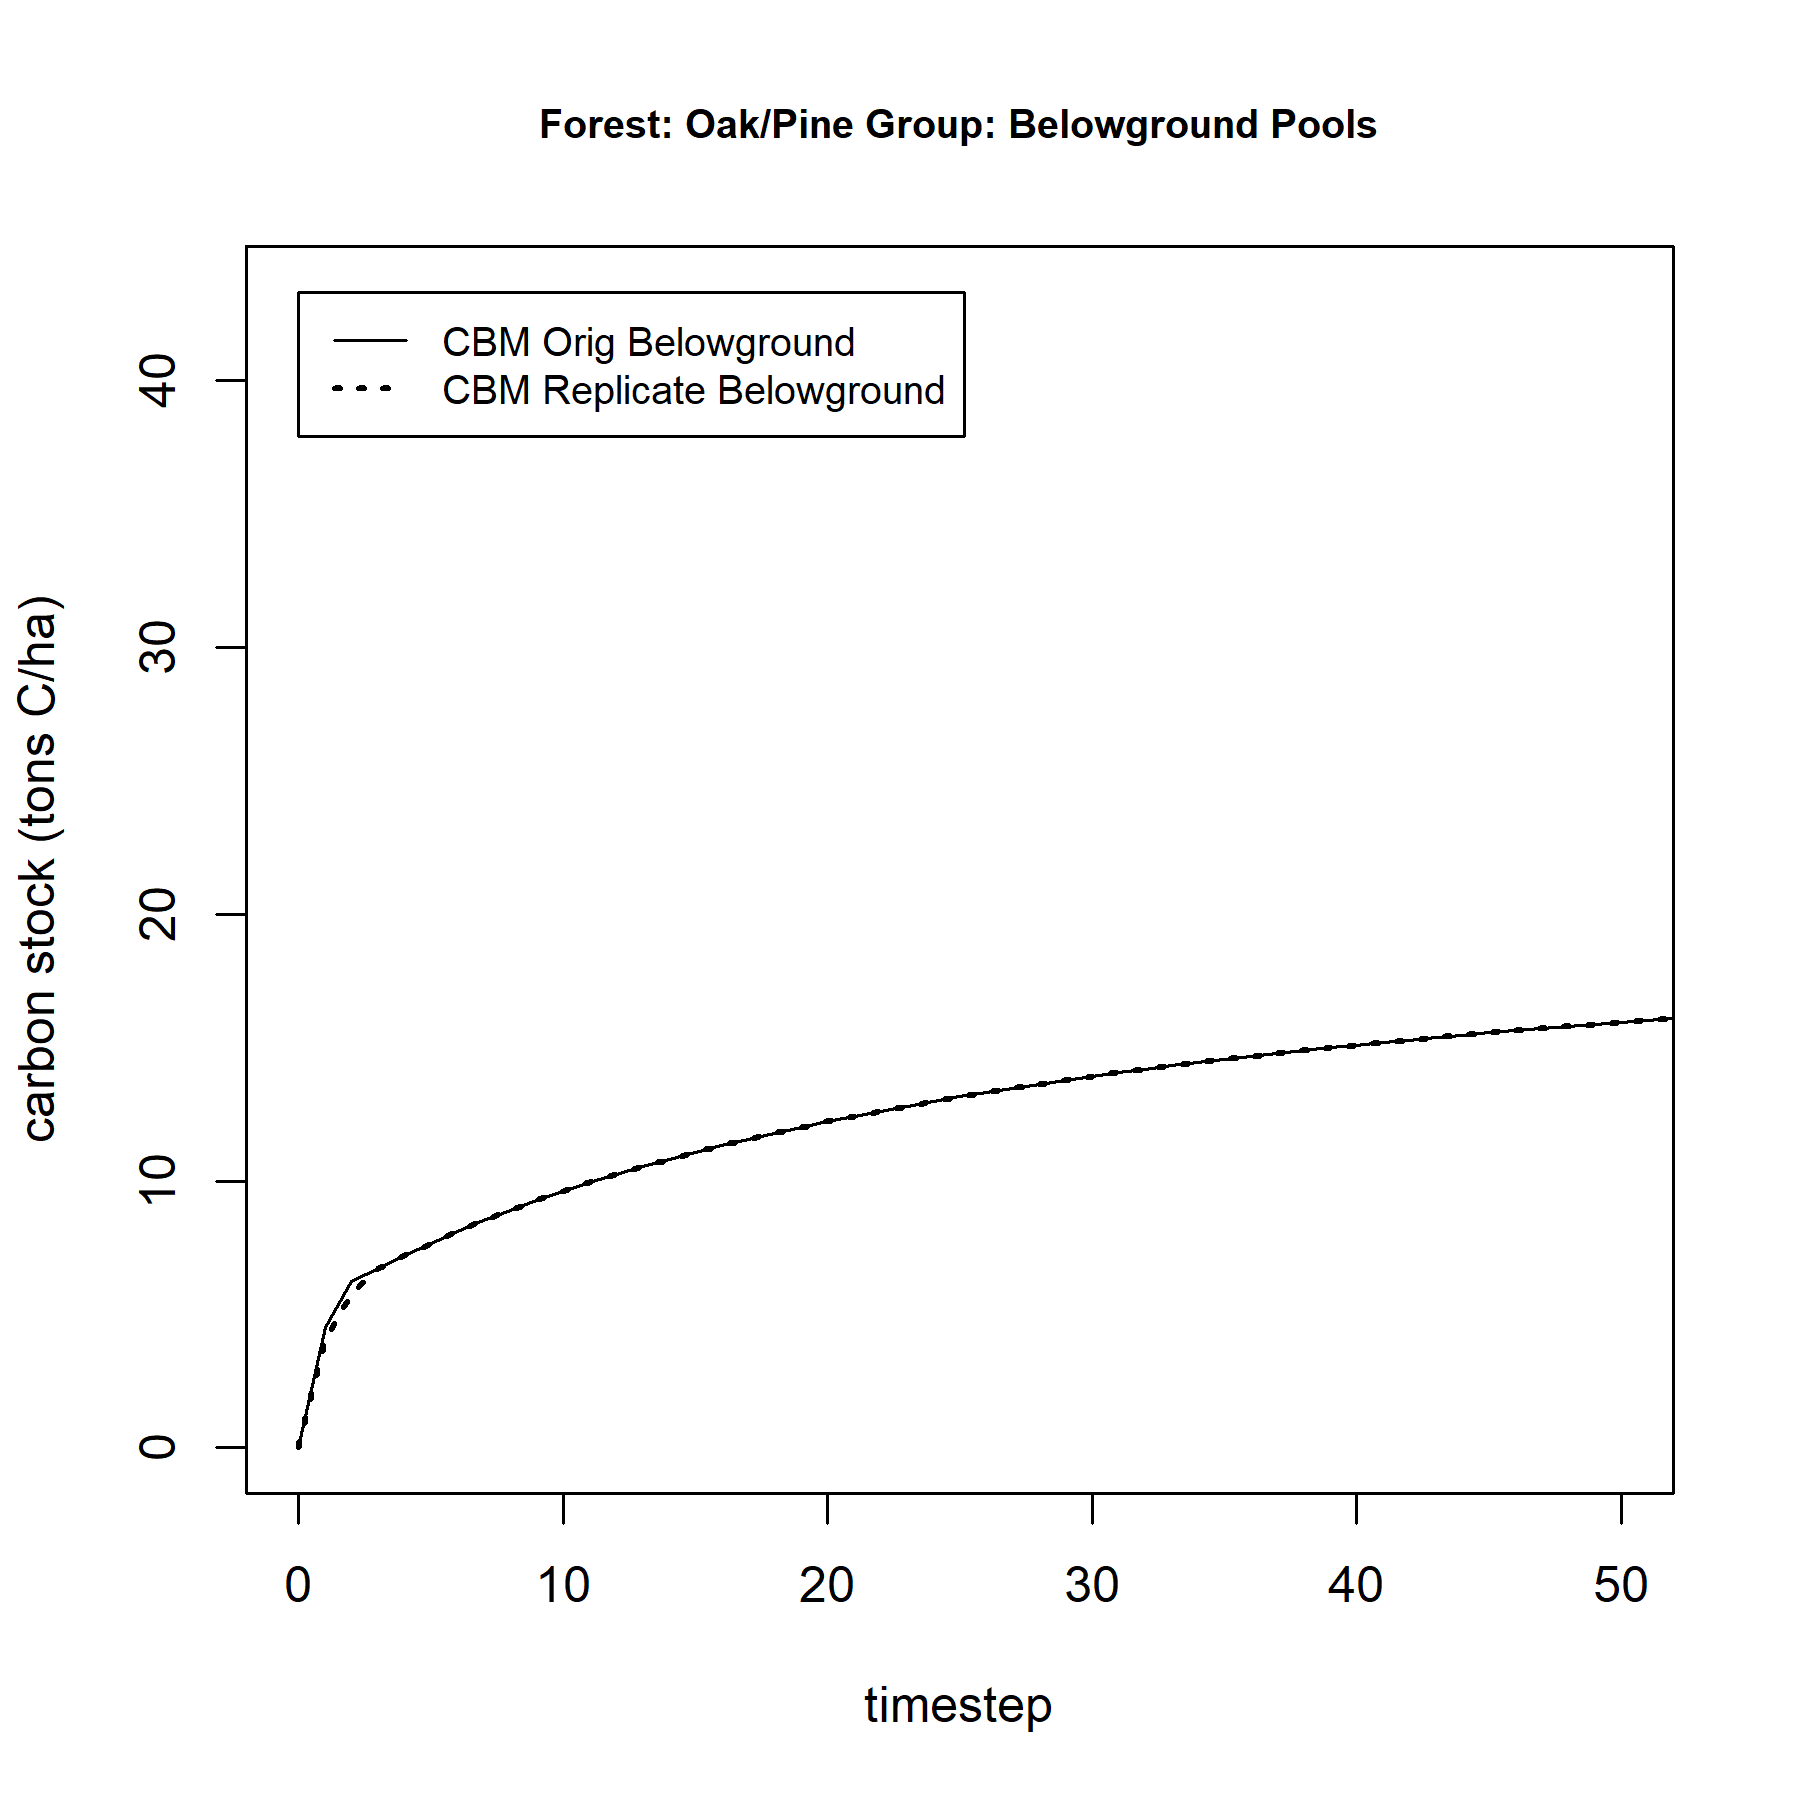 Forest: Oak/Pine Group: Belowground Pools
CBM Orig Belowground
CBM Replicate Belowground
carbon stock (tons C/ha)
40
30
20
10
0
0 10 20 30 40 50
timestep